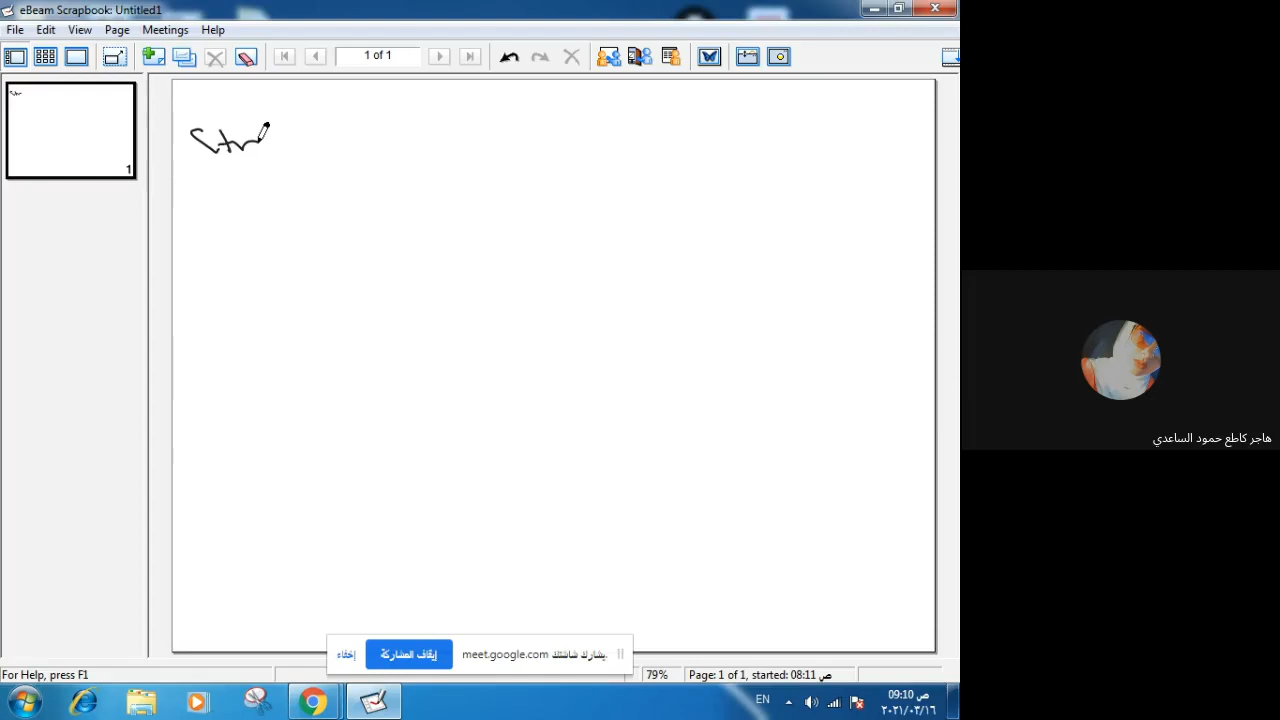 eBeam Scrapbook: Untitled1
File Edit View Page Meetings Help
1 of 1
Str
1
هاجر كاطع حمود الساعدي
إخفاء إيقاف المشاركة meet.google.com يشارك شاشتك.
For Help, press F1 79% Page: 1 of 1, started: 08:11 ص
EN 09:10 ص
٢٠٢١/٠٣/١٦